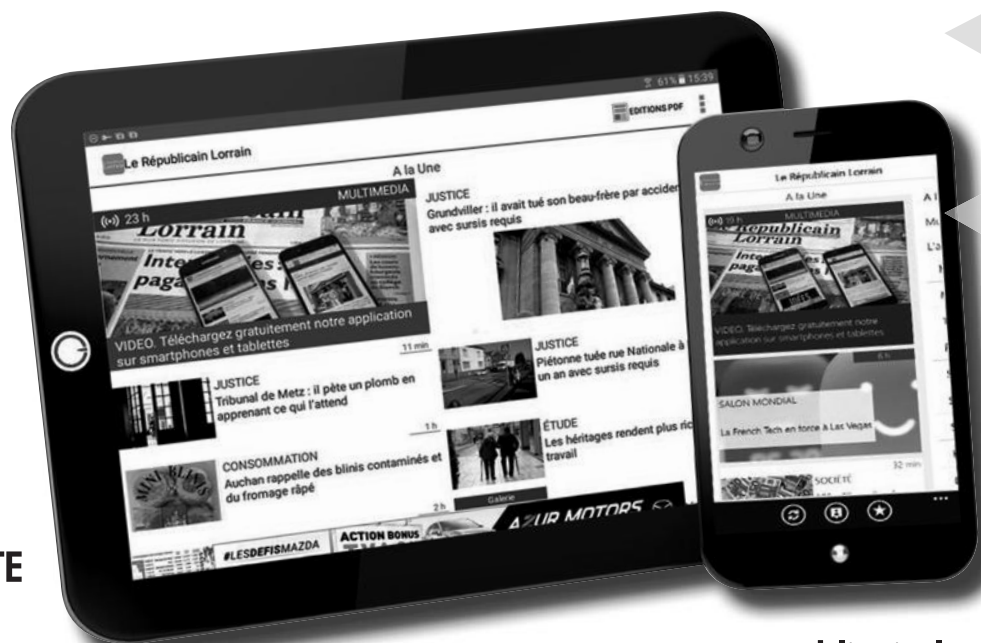 61% 15:39
Le Républicain Lorrain
EDITIONS PDF
A la Une
23 h
MULTIMEDIA
Lorrain
VIDEO. Téléchargez gratuitement notre application
sur smartphones et tablettes
JUSTICE
Grundviller : il avait tué son beau-frère par acciden
avec sursis requis
11 min
JUSTICE
Tribunal de Metz : il pète un plomb en
apprenant ce qui l'attend
1 h
JUSTICE
Piétonne tuée rue Nationale à
un an avec sursis requis
MINI BLINIS
CONSOMMATION
Auchan rappelle des blinis contaminés et
du fromage râpé
2 h
ÉTUDE
Les héritages rendent plus ric
travail
Galerie
#LESDEFISMAZDA
ACTION BONUS
AZUR MOTORS
TE
Le Républicain Lorrain
A la Une
19 h
MULTIMEDIA
Républicain
Lorrain
VIDEO. Téléchargez gratuitement notre
application sur smartphones et tablettes
6 h
SALON MONDIAL
La French Tech en force à Las Vegas
32 min
SOCIÉTÉ